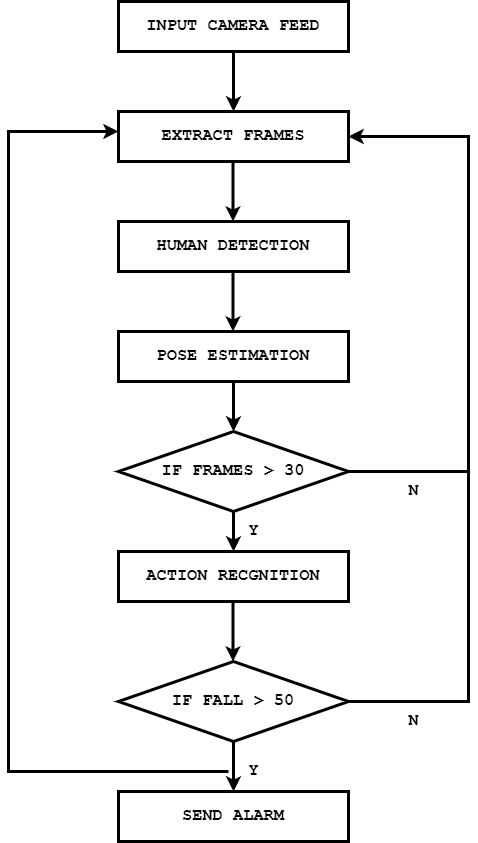 INPUT CAMERA FEED
EXTRACT FRAMES
HUMAN DETECTION
POSE ESTIMATION
IF FRAMES > 30
N
Y
ACTION RECGNITION
IF FALL > 50
N
Y
SEND ALARM